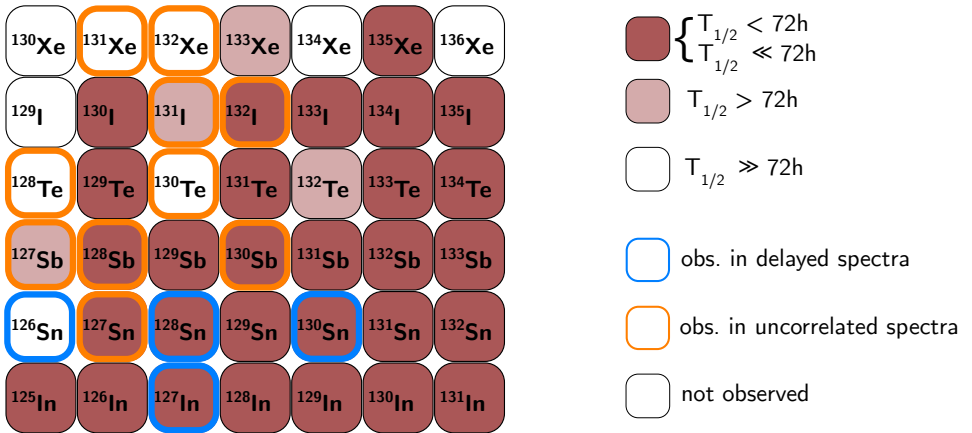 ¹³⁰Xe ¹³¹Xe ¹³²Xe ¹³³Xe ¹³⁴Xe ¹³⁵Xe ¹³⁶Xe
¹²⁹I ¹³⁰I ¹³¹I ¹³²I ¹³³I ¹³⁴I ¹³⁵I
¹²⁸Te ¹²⁹Te ¹³⁰Te ¹³¹Te ¹³²Te ¹³³Te ¹³⁴Te
¹²⁷Sb ¹²⁸Sb ¹²⁹Sb ¹³⁰Sb ¹³¹Sb ¹³²Sb ¹³³Sb
¹²⁶Sn ¹²⁷Sn ¹²⁸Sn ¹²⁹Sn ¹³⁰Sn ¹³¹Sn ¹³²Sn
¹²⁵In ¹²⁶In ¹²⁷In ¹²⁸In ¹²⁹In ¹³⁰In ¹³¹In
{ T₁/₂ < 72h
T₁/₂ ≪ 72h
T₁/₂ > 72h
T₁/₂ ≫ 72h
obs. in delayed spectra
obs. in uncorrelated spectra
not observed